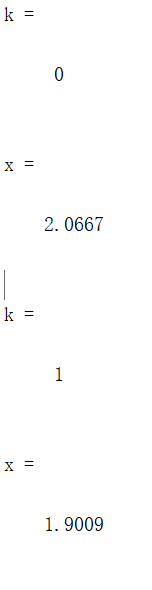 k =
0
x =
2.0667
k =
1
x =
1.9009